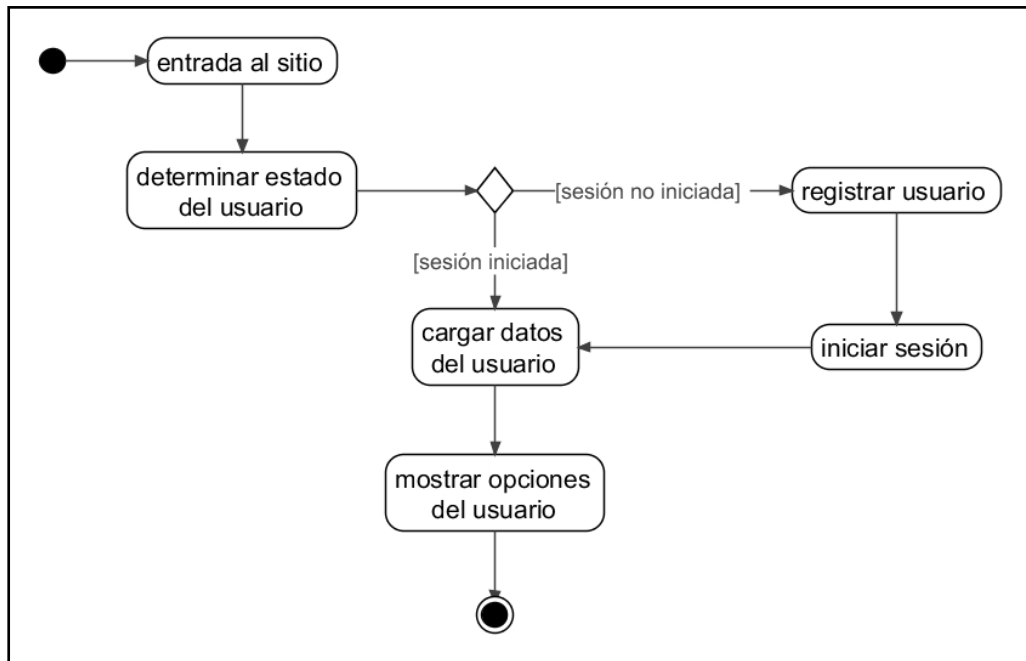 entrada al sitio
determinar estado
del usuario
[sesión no iniciada]
registrar usuario
[sesión iniciada]
cargar datos
del usuario
iniciar sesión
mostrar opciones
del usuario